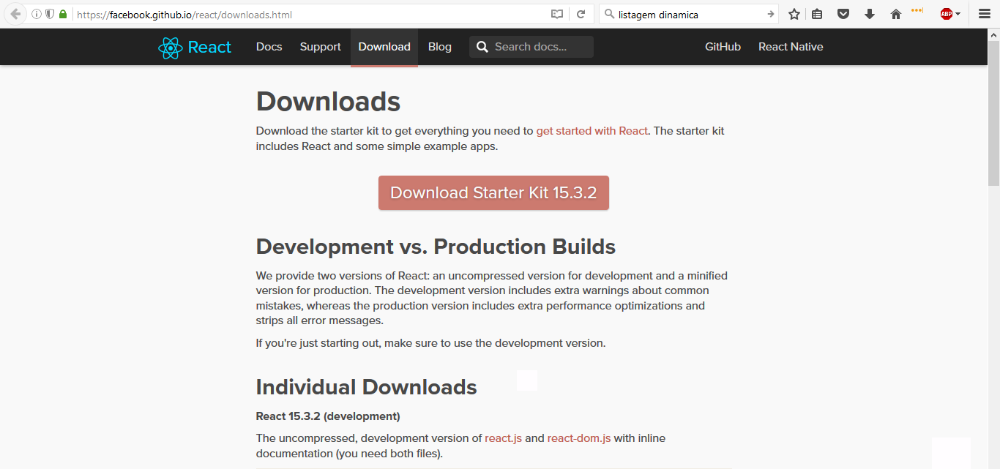 https://facebook.github.io/react/downloads.html
listagem dinamica
ABP
React
Docs
Support
Download
Blog
Search docs...
GitHub
React Native
Downloads
Download the starter kit to get everything you need to get started with React. The starter kit
includes React and some simple example apps.
Download Starter Kit 15.3.2
Development vs. Production Builds
We provide two versions of React: an uncompressed version for development and a minified
version for production. The development version includes extra warnings about common
mistakes, whereas the production version includes extra performance optimizations and
strips all error messages.
If you're just starting out, make sure to use the development version.
Individual Downloads
React 15.3.2 (development)
The uncompressed, development version of react.js and react-dom.js with inline
documentation (you need both files).